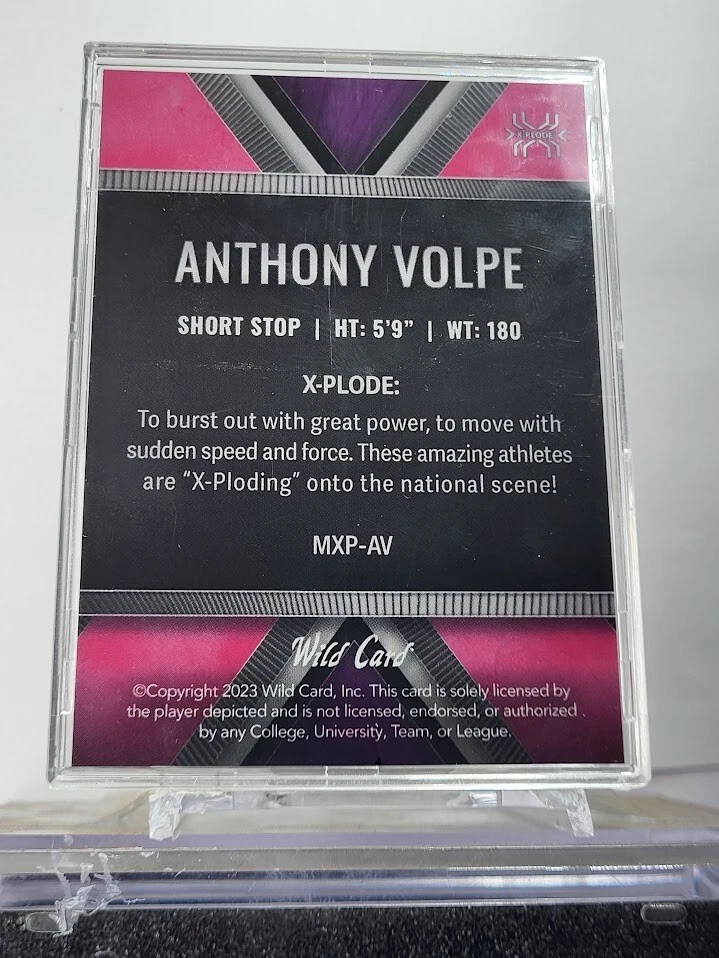 X-PLODE
ANTHONY VOLPE
SHORT STOP | HT: 5'9” | WT: 180
X-PLODE:
To burst out with great power, to move with
sudden speed and force. These amazing athletes
are “X-Ploding” onto the national scene!
MXP-AV
Wild Card
©Copyright 2023 Wild Card, Inc. This card is solely licensed by
the player depicted and is not licensed, endorsed, or authorized
by any College, University, Team, or League.